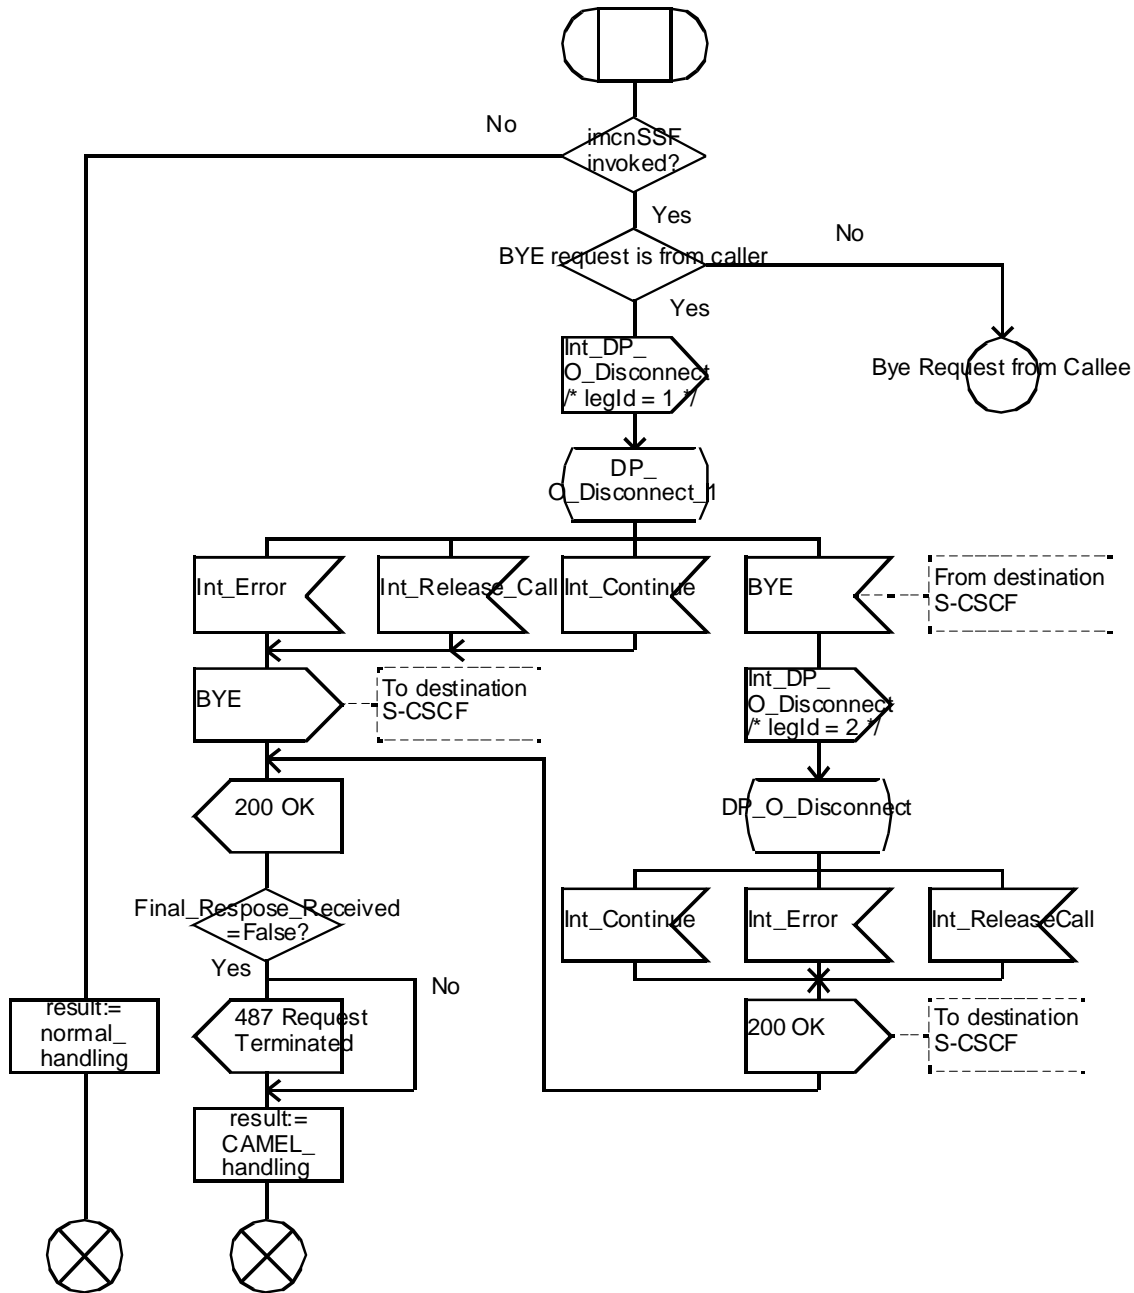 No
imcnSSF
invoked?
Yes
No
BYE request is from caller
Yes
Int_DP_
O_Disconnect
/* legId = 1 */
Bye Request from Callee
DP_
O_Disconnect_1
Int_Error
Int_Release_Call
Int_Continue
BYE
From destination
S-CSCF
BYE
To destination
S-CSCF
Int_DP_
O_Disconnect
/* legId = 2 */
200 OK
DP_O_Disconnect
Final_Respose_Received
=False?
Int_Continue
Int_Error
Int_ReleaseCall
Yes
No
result:=
normal_
handling
487 Request
Terminated
200 OK
To destination
S-CSCF
result:=
CAMEL_
handling